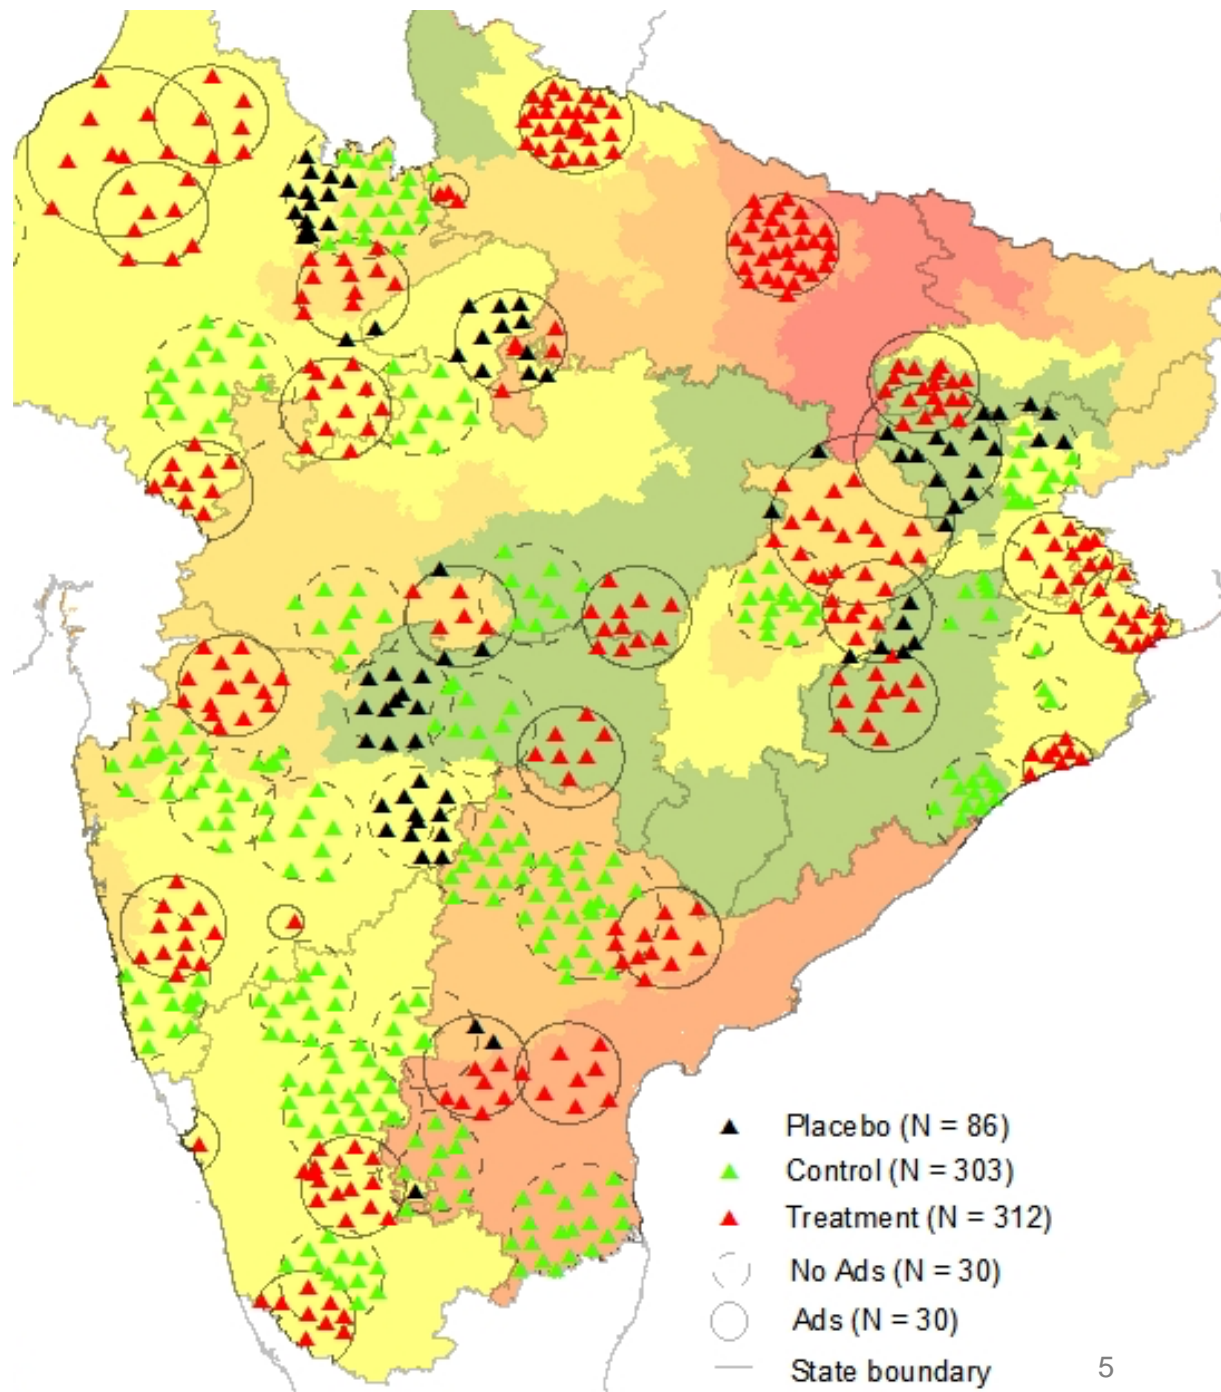 Placebo (N = 86)
Control (N = 303)
Treatment (N = 312)
No Ads (N = 30)
Ads (N = 30)
State boundary
5